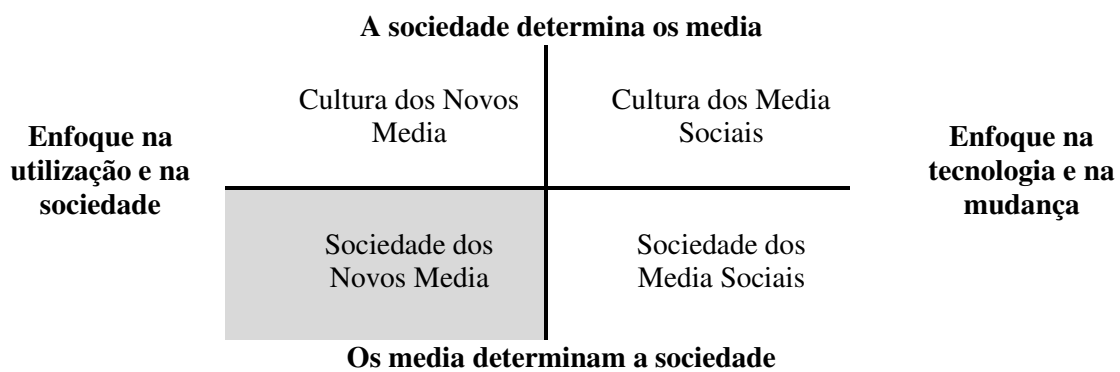 A sociedade determina os media
Cultura dos Novos
Media
Cultura dos Media
Sociais
Enfoque na
utilização e na
sociedade
Enfoque na
tecnologia e na
mudança
Sociedade dos
Novos Media
Sociedade dos
Media Sociais
Os media determinam a sociedade